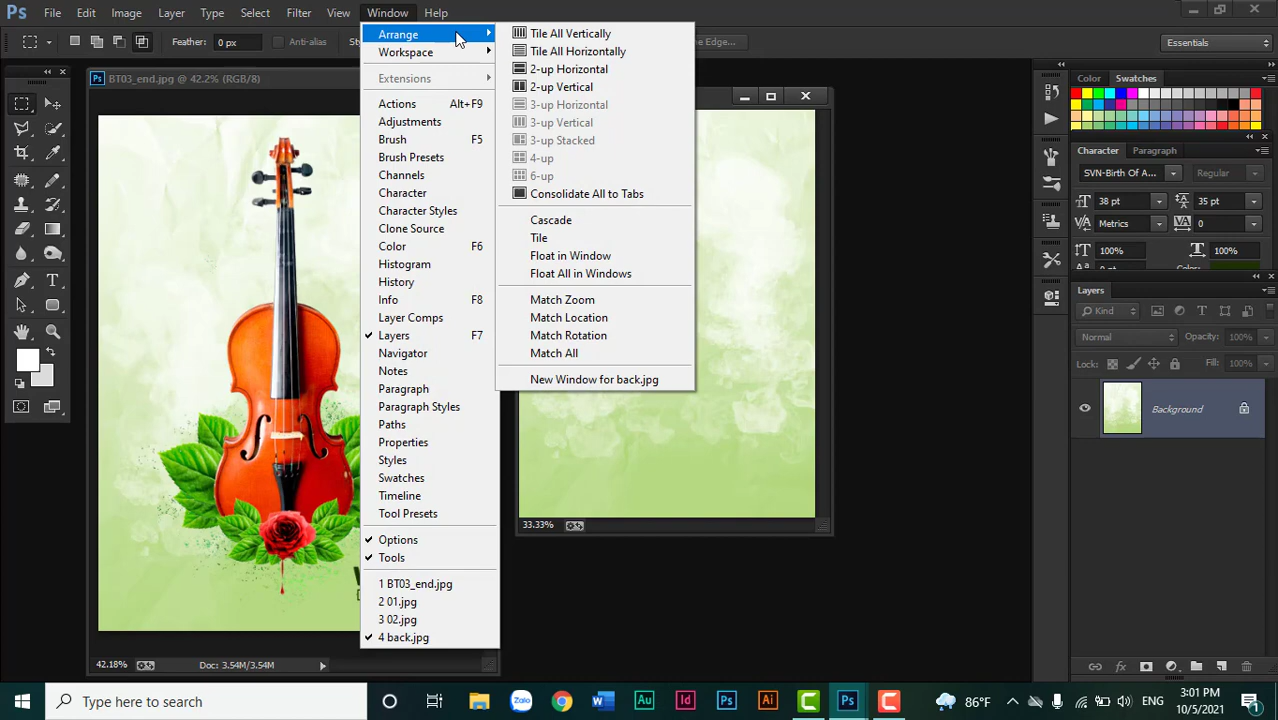 Ps File Edit Image Layer Type Select Filter View Window Help
Feather: 0 px Anti-alias Essentials
BT03_end.jpg @ 42.2% (RGB/8)
Arrange
Workspace
Extensions
Actions Alt+F9
Adjustments
Brush F5
Brush Presets
Channels
Character
Character Styles
Clone Source
Color F6
Histogram
History
Info F8
Layer Comps
Layers F7
Navigator
Notes
Paragraph
Paragraph Styles
Paths
Properties
Styles
Swatches
Timeline
Tool Presets
Options
Tools
1 BT03_end.jpg
2 01.jpg
3 02.jpg
4 back.jpg
Tile All Vertically
Tile All Horizontally
2-up Horizontal
2-up Vertical
3-up Horizontal
3-up Vertical
3-up Stacked
4-up
6-up
Consolidate All to Tabs
Cascade
Tile
Float in Window
Float All in Windows
Match Zoom
Match Location
Match Rotation
Match All
New Window for back.jpg
Color Swatches
Character Paragraph
SVN-Birth Of A... Regular
38 pt 35 pt
Metrics 0
100% 100%
Layers
Kind
Normal Opacity: 100%
Lock: Fill: 100%
Background
33.33%
42.18% Doc: 3.54M/3.54M
Type here to search
Zalo W Au Id Ps Ai Ps
86°F ENG
3:01 PM
10/5/2021